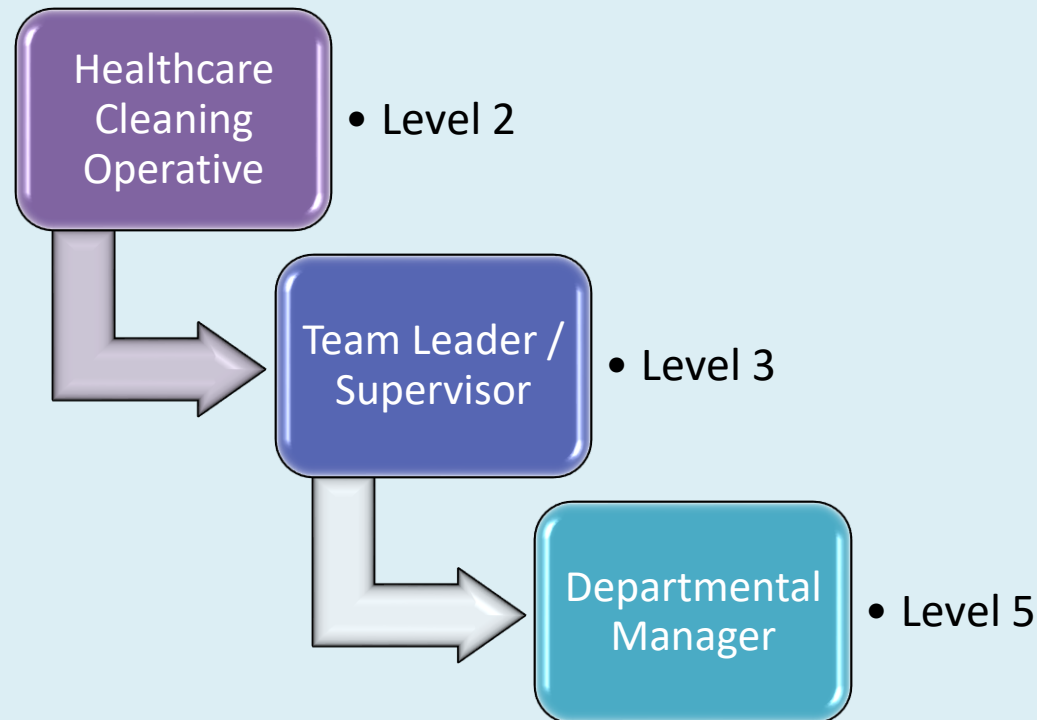 Healthcare
Cleaning
Operative
• Level 2
Team Leader /
Supervisor
• Level 3
Departmental
Manager
• Level 5